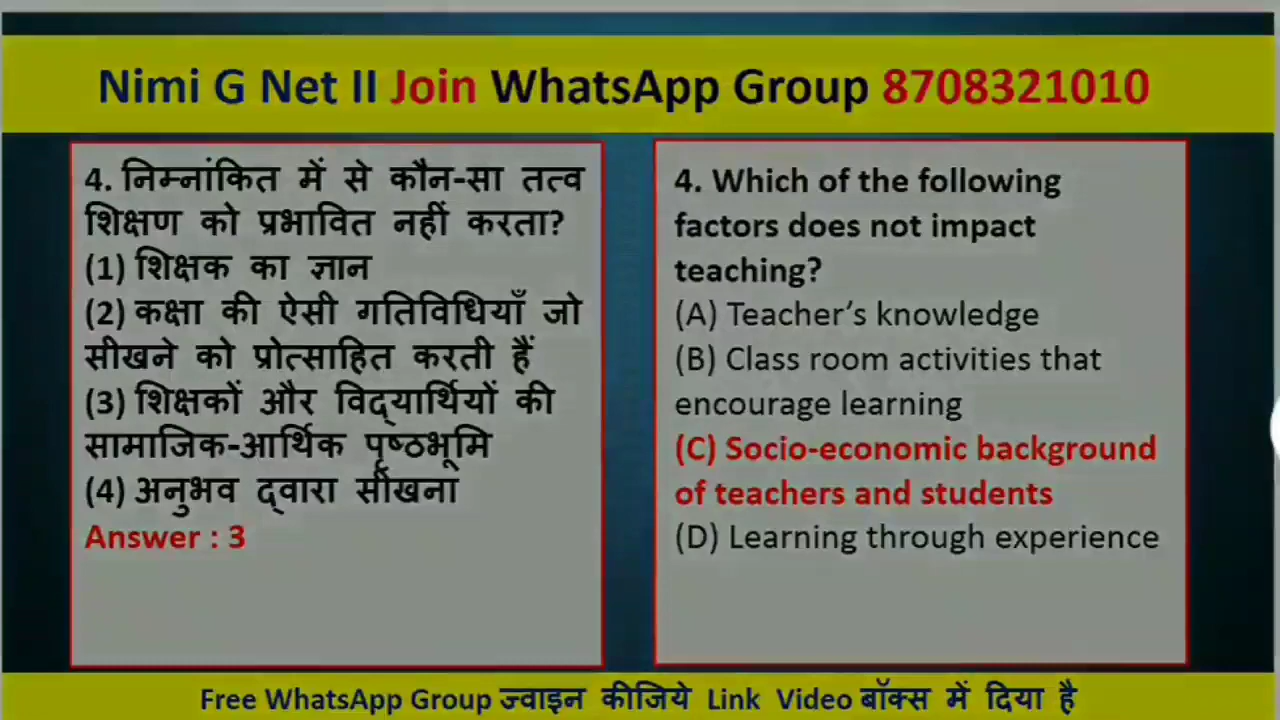 Nimi G Net II Join WhatsApp Group 8708321010
4. निम्नांकित में से कौन-सा तत्व
शिक्षण को प्रभावित नहीं करता?
(1) शिक्षक का ज्ञान
(2) कक्षा की ऐसी गतिविधियाँ जो
सीखने को प्रोत्साहित करती हैं
(3) शिक्षकों और विद्यार्थियों की
सामाजिक-आर्थिक पृष्ठभूमि
(4) अनुभव द्वारा सीखना
Answer : 3
4. Which of the following
factors does not impact
teaching?
(A) Teacher’s knowledge
(B) Class room activities that
encourage learning
(C) Socio-economic background
of teachers and students
(D) Learning through experience
Free WhatsApp Group ज्वाइन कीजिये Link Video बॉक्स में दिया है